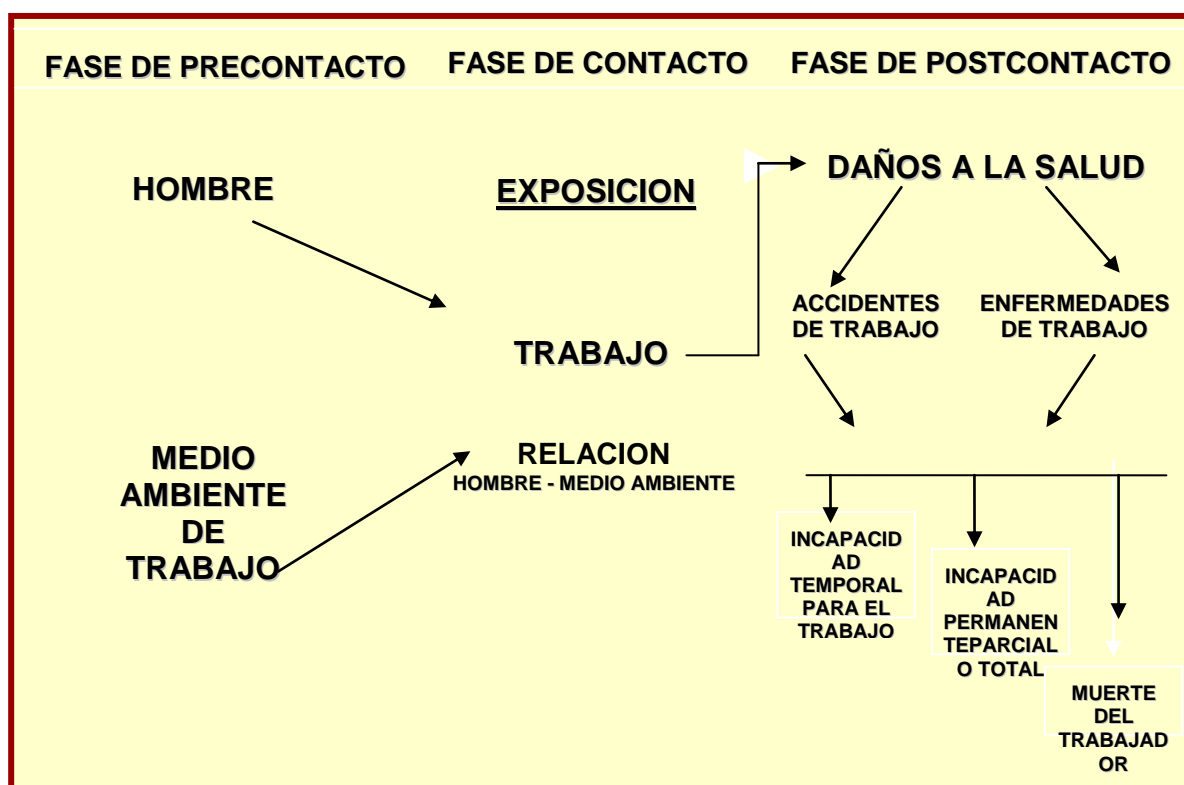 FASE DE PRECONTACTO
FASE DE CONTACTO
FASE DE POSTCONTACTO
HOMBRE
MEDIO
AMBIENTE
DE
TRABAJO
EXPOSICION
TRABAJO
RELACION
HOMBRE - MEDIO AMBIENTE
DAÑOS A LA SALUD
ACCIDENTES
DE TRABAJO
ENFERMEDADES
DE TRABAJO
INCAPACID
AD
TEMPORAL
PARA EL
TRABAJO
INCAPACID
AD
PERMANEN
TEPARCIAL
O TOTAL
MUERTE
DEL
TRABAJAD
OR